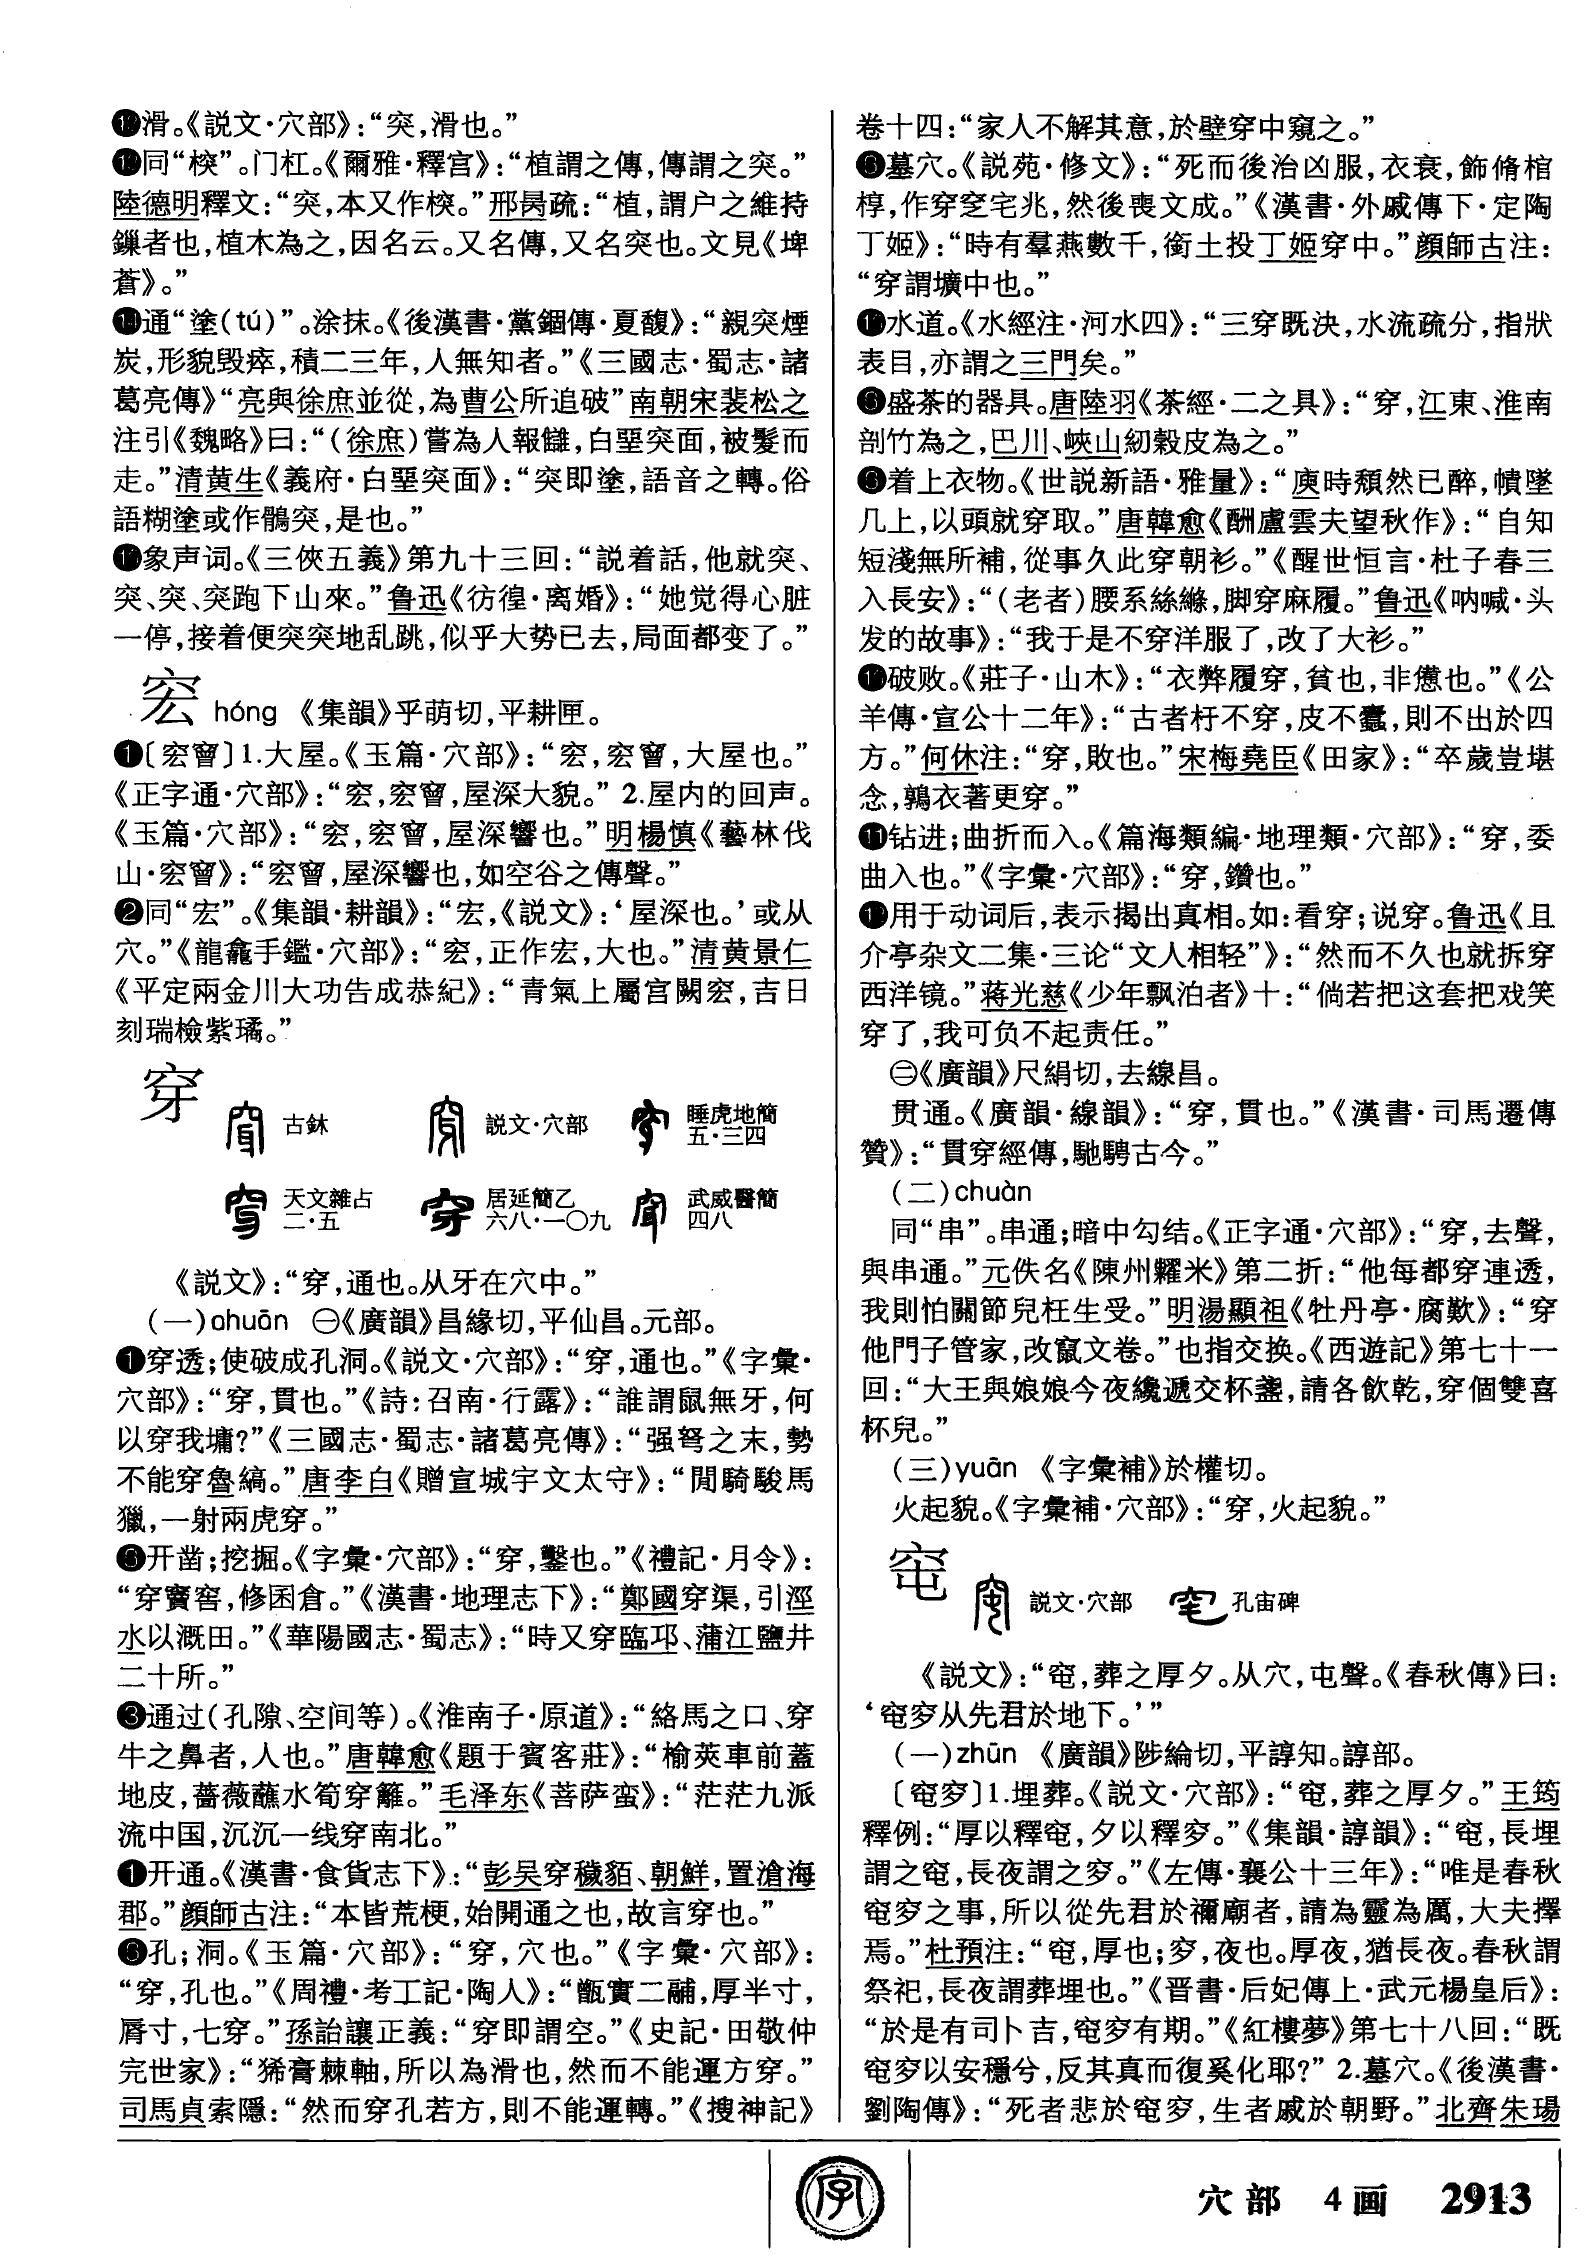 滑。《説文·穴部》：“突，滑也。”
同“㮌”。门杠。《爾雅·釋宫》：“植謂之傳，傳謂之突。”
陸德明釋文：“突，本又作㮌。”邢昺疏：“植，謂户之維持
鏁者也，植木為之，因名云。又名傳，又名突也。文見《埤
蒼》。”
通“塗(tú)”。涂抹。《後漢書·黨錮傳·夏馥》：“親突煙
炭，形貌毁瘁，積二三年，人無知者。”《三國志·蜀志·諸
葛亮傳》“亮與徐庶並從，為曹公所追破”南朝宋裴松之
注引《魏略》曰：“(徐庶)嘗為人報讎，白堊突面，被髮而
走。”清黄生《義府·白堊突面》：“突即塗，語音之轉。俗
語糊塗或作鶻突，是也。”
象声词。《三俠五義》第九十三回：“説着話，他就突、
突、突、突跑下山來。”鲁迅《彷徨·离婚》：“她觉得心脏
一停，接着便突突地乱跳，似乎大势已去，局面都变了。”
hóng 《集韻》乎萌切，平耕匣。
❶〔宏〕1.大屋。《玉篇·穴部》：“，大屋也。”
《正字通·穴部》：“，屋深大貌。” 2.屋内的回声。
《玉篇·穴部》：“，屋深響也。”明楊慎《藝林伐
山·》：“，屋深響也，如空谷之傳聲。”
❷同“宏”。《集韻·耕韻》：“宏，《説文》：‘屋深也。’或从
穴。”《龍龕手鑑·穴部》：“，正作宏，大也。”清黄景仁
《平定兩金川大功告成恭紀》：“青氣上屬宫闕，吉日
刻瑞檢紫璚。”
穿
古鉢 説文·穴部 睡虎地簡
五·三四
天文雜占
二·五 居延簡乙
六八·一〇九 武威醫簡
四八
《説文》：“穿，通也。从牙在穴中。”
(一)chuān ㊀《廣韻》昌緣切，平仙昌。元部。
❶穿透；使破成孔洞。《説文·穴部》：“穿，通也。”《字彙·
穴部》：“穿，貫也。”《詩·召南·行露》：“誰謂鼠無牙，何
以穿我墉？”《三國志·蜀志·諸葛亮傳》：“强弩之末，勢
不能穿魯縞。”唐李白《贈宣城宇文太守》：“閒騎駿馬
獵，一射兩虎穿。”
开凿；挖掘。《字彙·穴部》：“穿，鑿也。”《禮記·月令》：
“穿竇窖，修囷倉。”《漢書·地理志下》：“鄭國穿渠，引涇
水以溉田。”《華陽國志·蜀志》：“時又穿臨邛、蒲江鹽井
二十所。”
❸通过(孔隙、空间等)。《淮南子·原道》：“絡馬之口、穿
牛之鼻者，人也。”唐韓愈《題于賓客莊》：“榆莢車前蓋
地皮，薔薇蘸水筍穿籬。”毛泽东《菩萨蛮》：“茫茫九派
流中国，沉沉一线穿南北。”
开通。《漢書·食貨志下》：“彭吴穿穢貊、朝鮮，置滄海
郡。”顔師古注：“本皆荒梗，始開通之也，故言穿也。”
孔；洞。《玉篇·穴部》：“穿，穴也。”《字彙·穴部》：
“穿，孔也。”《周禮·考工記·陶人》：“甑實二鬴，厚半寸，
脣寸，七穿。”孫詒讓正義：“穿即謂空。”《史記·田敬仲
完世家》：“狶膏棘軸，所以為滑也，然而不能運方穿。”
司馬貞索隱：“然而穿孔若方，則不能運轉。”《搜神記》
卷十四：“家人不解其意，於壁穿中窺之。”
墓穴。《説苑·修文》：“死而後治凶服，衣衰，飾脩棺
椁，作穿窆宅兆，然後喪文成。”《漢書·外戚傳下·定陶
丁姬》：“時有羣燕數千，銜土投丁姬穿中。”顔師古注：
“穿謂壙中也。”
水道。《水經注·河水四》：“三穿既決，水流疏分，指狀
表目，亦謂之三門矣。”
盛茶的器具。唐陸羽《茶經·二之具》：“穿，江東、淮南
剖竹為之，巴川、峽山紉榖皮為之。”
着上衣物。《世説新語·雅量》：“庾時頹然已醉，幘墜
几上，以頭就穿取。”唐韓愈《酬盧雲夫望秋作》：“自知
短淺無所補，從事久此穿朝衫。”《醒世恒言·杜子春三
入長安》：“(老者)腰系絲縧，脚穿麻履。”鲁迅《呐喊·头
发的故事》：“我于是不穿洋服了，改了大衫。”
破败。《莊子·山木》：“衣弊履穿，貧也，非憊也。”《公
羊傳·宣公十二年》：“古者杅不穿，皮不蠹，則不出於四
方。”何休注：“穿，敗也。”宋梅堯臣《田家》：“卒歲豈堪
念，鶉衣著更穿。”
⓫钻进；曲折而入。《篇海類編·地理類·穴部》：“穿，委
曲入也。”《字彙·穴部》：“穿，鑽也。”
用于动词后，表示揭出真相。如：看穿；说穿。鲁迅《且
介亭杂文二集·三论“文人相轻”》：“然而不久也就拆穿
西洋镜。”蒋光慈《少年飘泊者》十：“倘若把这套把戏笑
穿了，我可负不起责任。”
㊁《廣韻》尺絹切，去線昌。
贯通。《廣韻·線韻》：“穿，貫也。”《漢書·司馬遷傳
贊》：“貫穿經傳，馳騁古今。”
(二)chuàn
同“串”。串通；暗中勾结。《正字通·穴部》：“穿，去聲，
與串通。”元佚名《陳州糶米》第二折：“他每都穿連透，
我則怕關節兒枉生受。”明湯顯祖《牡丹亭·腐歎》：“穿
他門子管家，改竄文卷。”也指交换。《西遊記》第七十一
回：“大王與娘娘今夜纔遞交杯盞，請各飲乾，穿個雙喜
杯兒。”
(三)yuān 《字彙補》於權切。
火起貌。《字彙補·穴部》：“穿，火起貌。”
窀
説文·穴部 孔宙碑
《説文》：“窀，葬之厚夕。从穴，屯聲。《春秋傳》曰：
‘窀穸从先君於地下。’”
(一)zhūn 《廣韻》陟綸切，平諄知。諄部。
〔窀穸〕1.埋葬。《説文·穴部》：“窀，葬之厚夕。”王筠
釋例：“厚以釋窀，夕以釋穸。”《集韻·諄韻》：“窀，長埋
謂之窀，長夜謂之穸。”《左傳·襄公十三年》：“唯是春秋
窀穸之事，所以從先君於禰廟者，請為靈為厲，大夫擇
焉。”杜預注：“窀，厚也；穸，夜也。厚夜，猶長夜。春秋謂
祭祀，長夜謂葬埋也。”《晋書·后妃傳上·武元楊皇后》：
“於是有司卜吉，窀穸有期。”《紅樓夢》第七十八回：“既
窀穸以安穩兮，反其真而復奚化耶？” 2.墓穴。《後漢書·
劉陶傳》：“死者悲於窀穸，生者戚於朝野。”北齊朱瑒
字
穴部 4画 2913